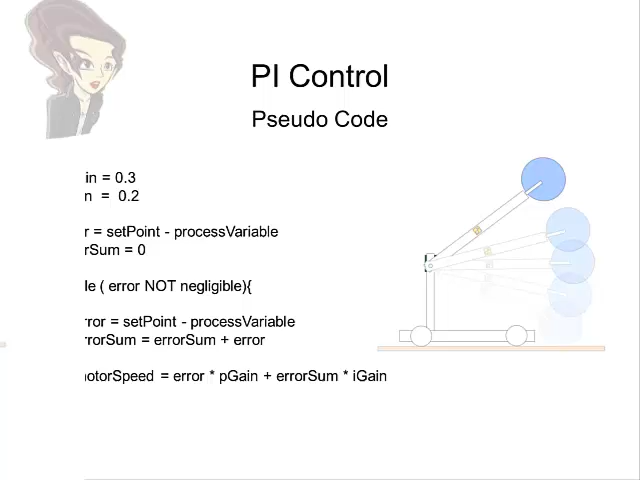 PI Control
Pseudo Code
in = 0.3
n = 0.2
r = setPoint - processVariable
rSum = 0
le ( error NOT negligible){
rror = setPoint - processVariable
rrorSum = errorSum + error
notorSpeed = error * pGain + errorSum * iGain